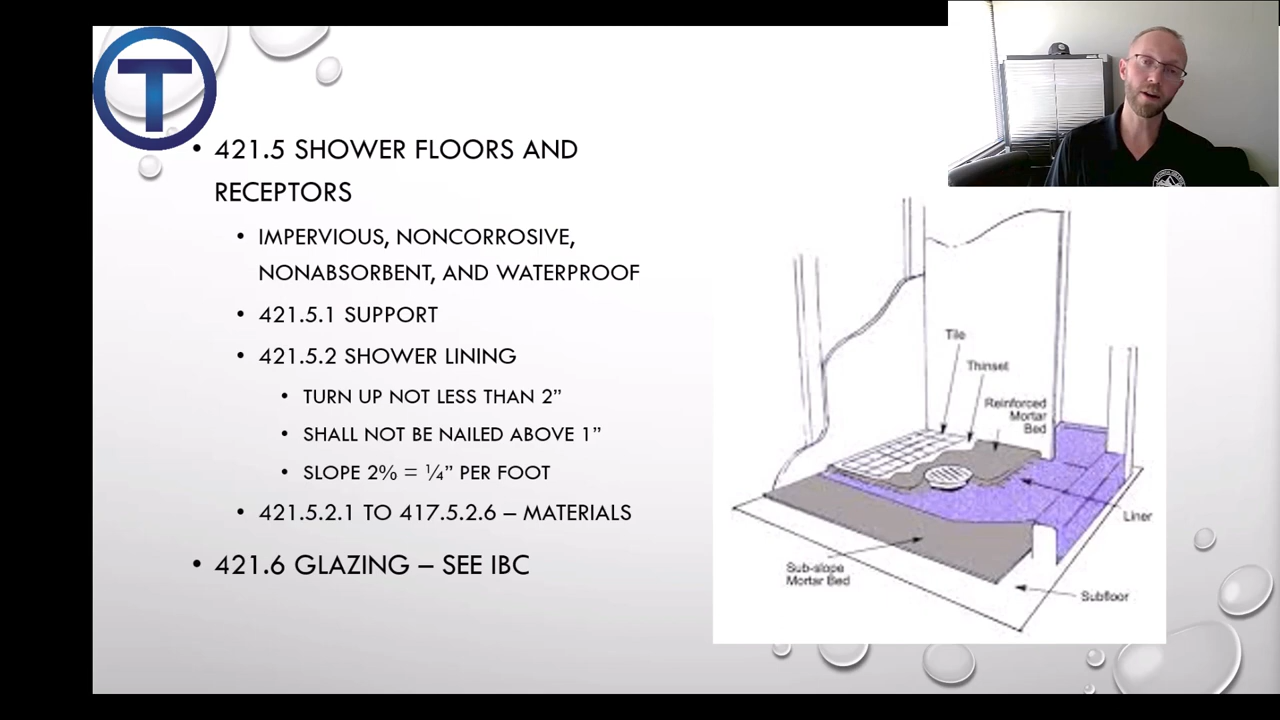 T
• 421.5 SHOWER FLOORS AND
RECEPTORS
• IMPERVIOUS, NONCORROSIVE,
NONABSORBENT, AND WATERPROOF
• 421.5.1 SUPPORT
• 421.5.2 SHOWER LINING
• TURN UP NOT LESS THAN 2"
• SHALL NOT BE NAILED ABOVE 1"
• SLOPE 2% = ¼" PER FOOT
• 421.5.2.1 TO 417.5.2.6 – MATERIALS
• 421.6 GLAZING – SEE IBC
Tile
Thinset
Reinforced
Mortar
Bed
Liner
Sub-slope
Mortar Bed
Subfloor